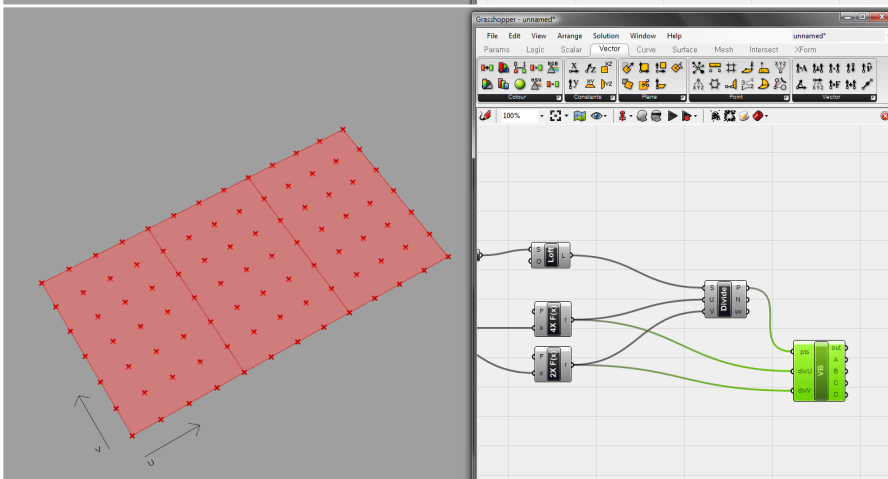 Grasshopper - unnamed*
File Edit View Arrange Solution Window Help unnamed*
Params Logic Scalar Vector Curve Surface Mesh Intersect XForm
Colour Constants Plane Point Vector
100%
S O Loft L
S U V Divide P N uv
F x 4X F(x) r
F x 2X F(x) r
pts divU divV VB out A B C D
V
U